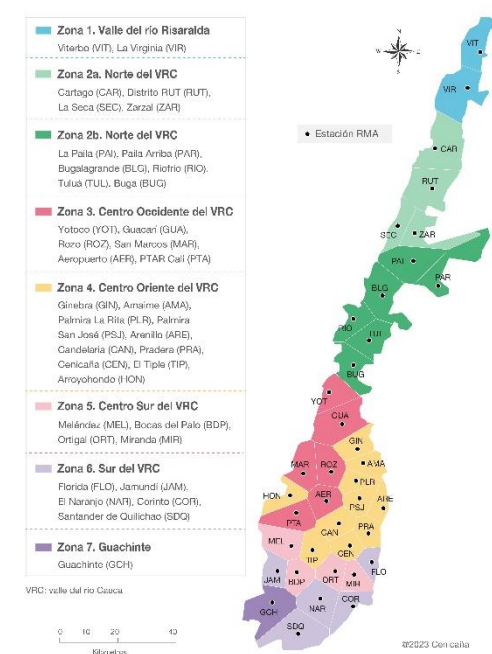 Zona 1. Valle del río Risaralda
Viterbo (VIT), La Virginia (VIR)
Zona 2a. Norte del VRC
Cartago (CAR), Distrito RUT (RUT),
La Seca (SEC), Zarzal (ZAR)
Zona 2b. Norte del VRC
La Paila (PAI), Paila Arriba (PAR),
Bugalagrande (BLG), Riofrío (RIO).
Tuluá (TUL), Buga (BUG)
Zona 3. Centro Occidente del VRC
Yotoco (YOT), Guacarí (GUA),
Rozo (ROZ), San Marcos (MAR),
Aeropuerto (AER), PTAR Cali (PTA)
Zona 4. Centro Oriente del VRC
Ginebra (GIN), Amaime (AMA),
Palmira La Rita (PLR), Palmira
San José (PSJ), Arenillo (ARE),
Candelaria (CAN), Pradera (PRA),
Cenicaña (CEN), El Tiple (TIP),
Arroyohondo (HON)
Zona 5. Centro Sur del VRC
Meléndez (MEL), Bocas del Palo (BDP),
Ortigal (ORT), Miranda (MIR)
Zona 6. Sur del VRC
Florida (FLO), Jamundí (JAM),
El Naranjo (NAR), Corinto (COR),
Santander de Quilichao (SDQ)
Zona 7. Guachinte
Guachinte (GCH)
VRC: valle del río Cauca
0 10 20 40
Kilometros
N
W E
S
Estación RMA
VIT
VIR
CAR
RUT
SEC
ZAR
PAI
PAR
BLG
RIO
TUL
BUG
YOT
GUA
GIN
MAR
ROZ
AMA
PLR
HON
AER
PSJ
ARE
PTA
CAN
PRA
MEL
TIP
CEN
JAM
BDP
ORT
MIR
FLO
GCH
NAR
COR
SDQ
©2023 Cenicaña